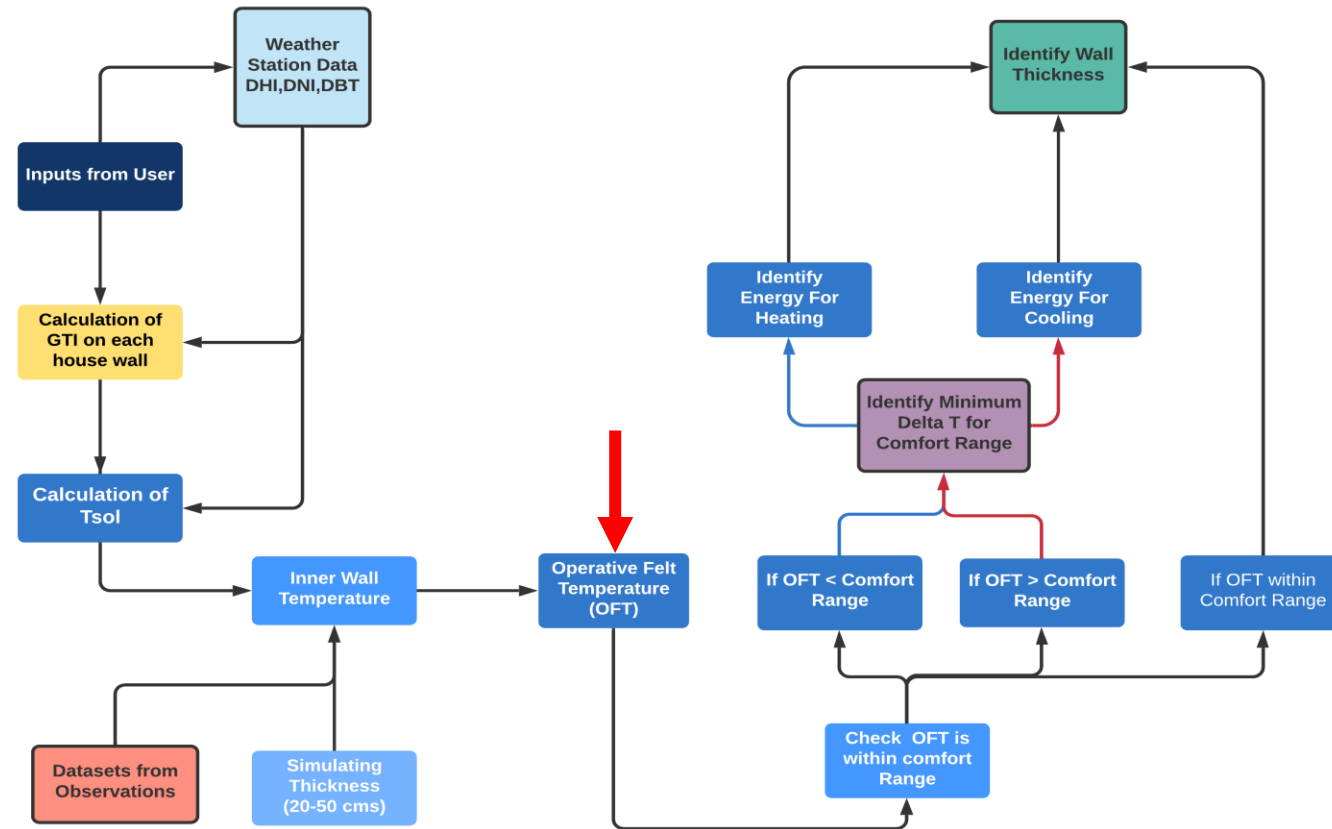 Weather
Station Data
DHI,DNI,DBT
Inputs from User
Calculation of
GTI on each
house wall
Calculation of
Tsol
Inner Wall
Temperature
Datasets from
Observations
Simulating
Thickness
(20-50 cms)
Operative Felt
Temperature
(OFT)
Check  OFT is
within comfort
Range
If OFT < Comfort
Range
If OFT > Comfort
Range
If OFT within
Comfort Range
Identify Minimum
Delta T for
Comfort Range
Identify
Energy For
Heating
Identify
Energy For
Cooling
Identify Wall
Thickness